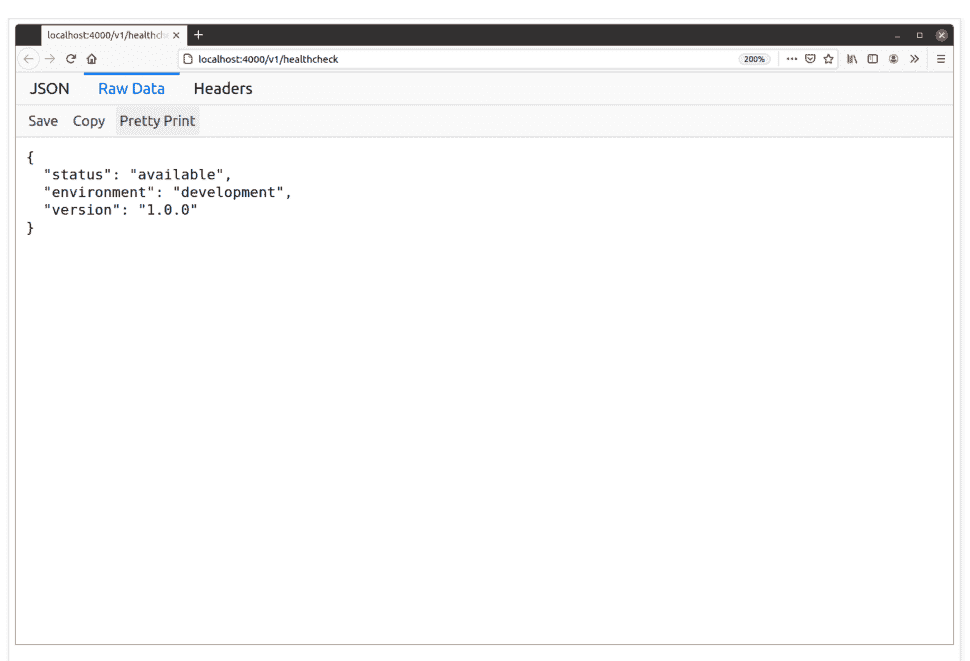 localhost:4000/v1/healthche
localhost:4000/v1/healthcheck
200%
JSON Raw Data Headers
Save Copy Pretty Print
{
"status": "available",
"environment": "development",
"version": "1.0.0"
}